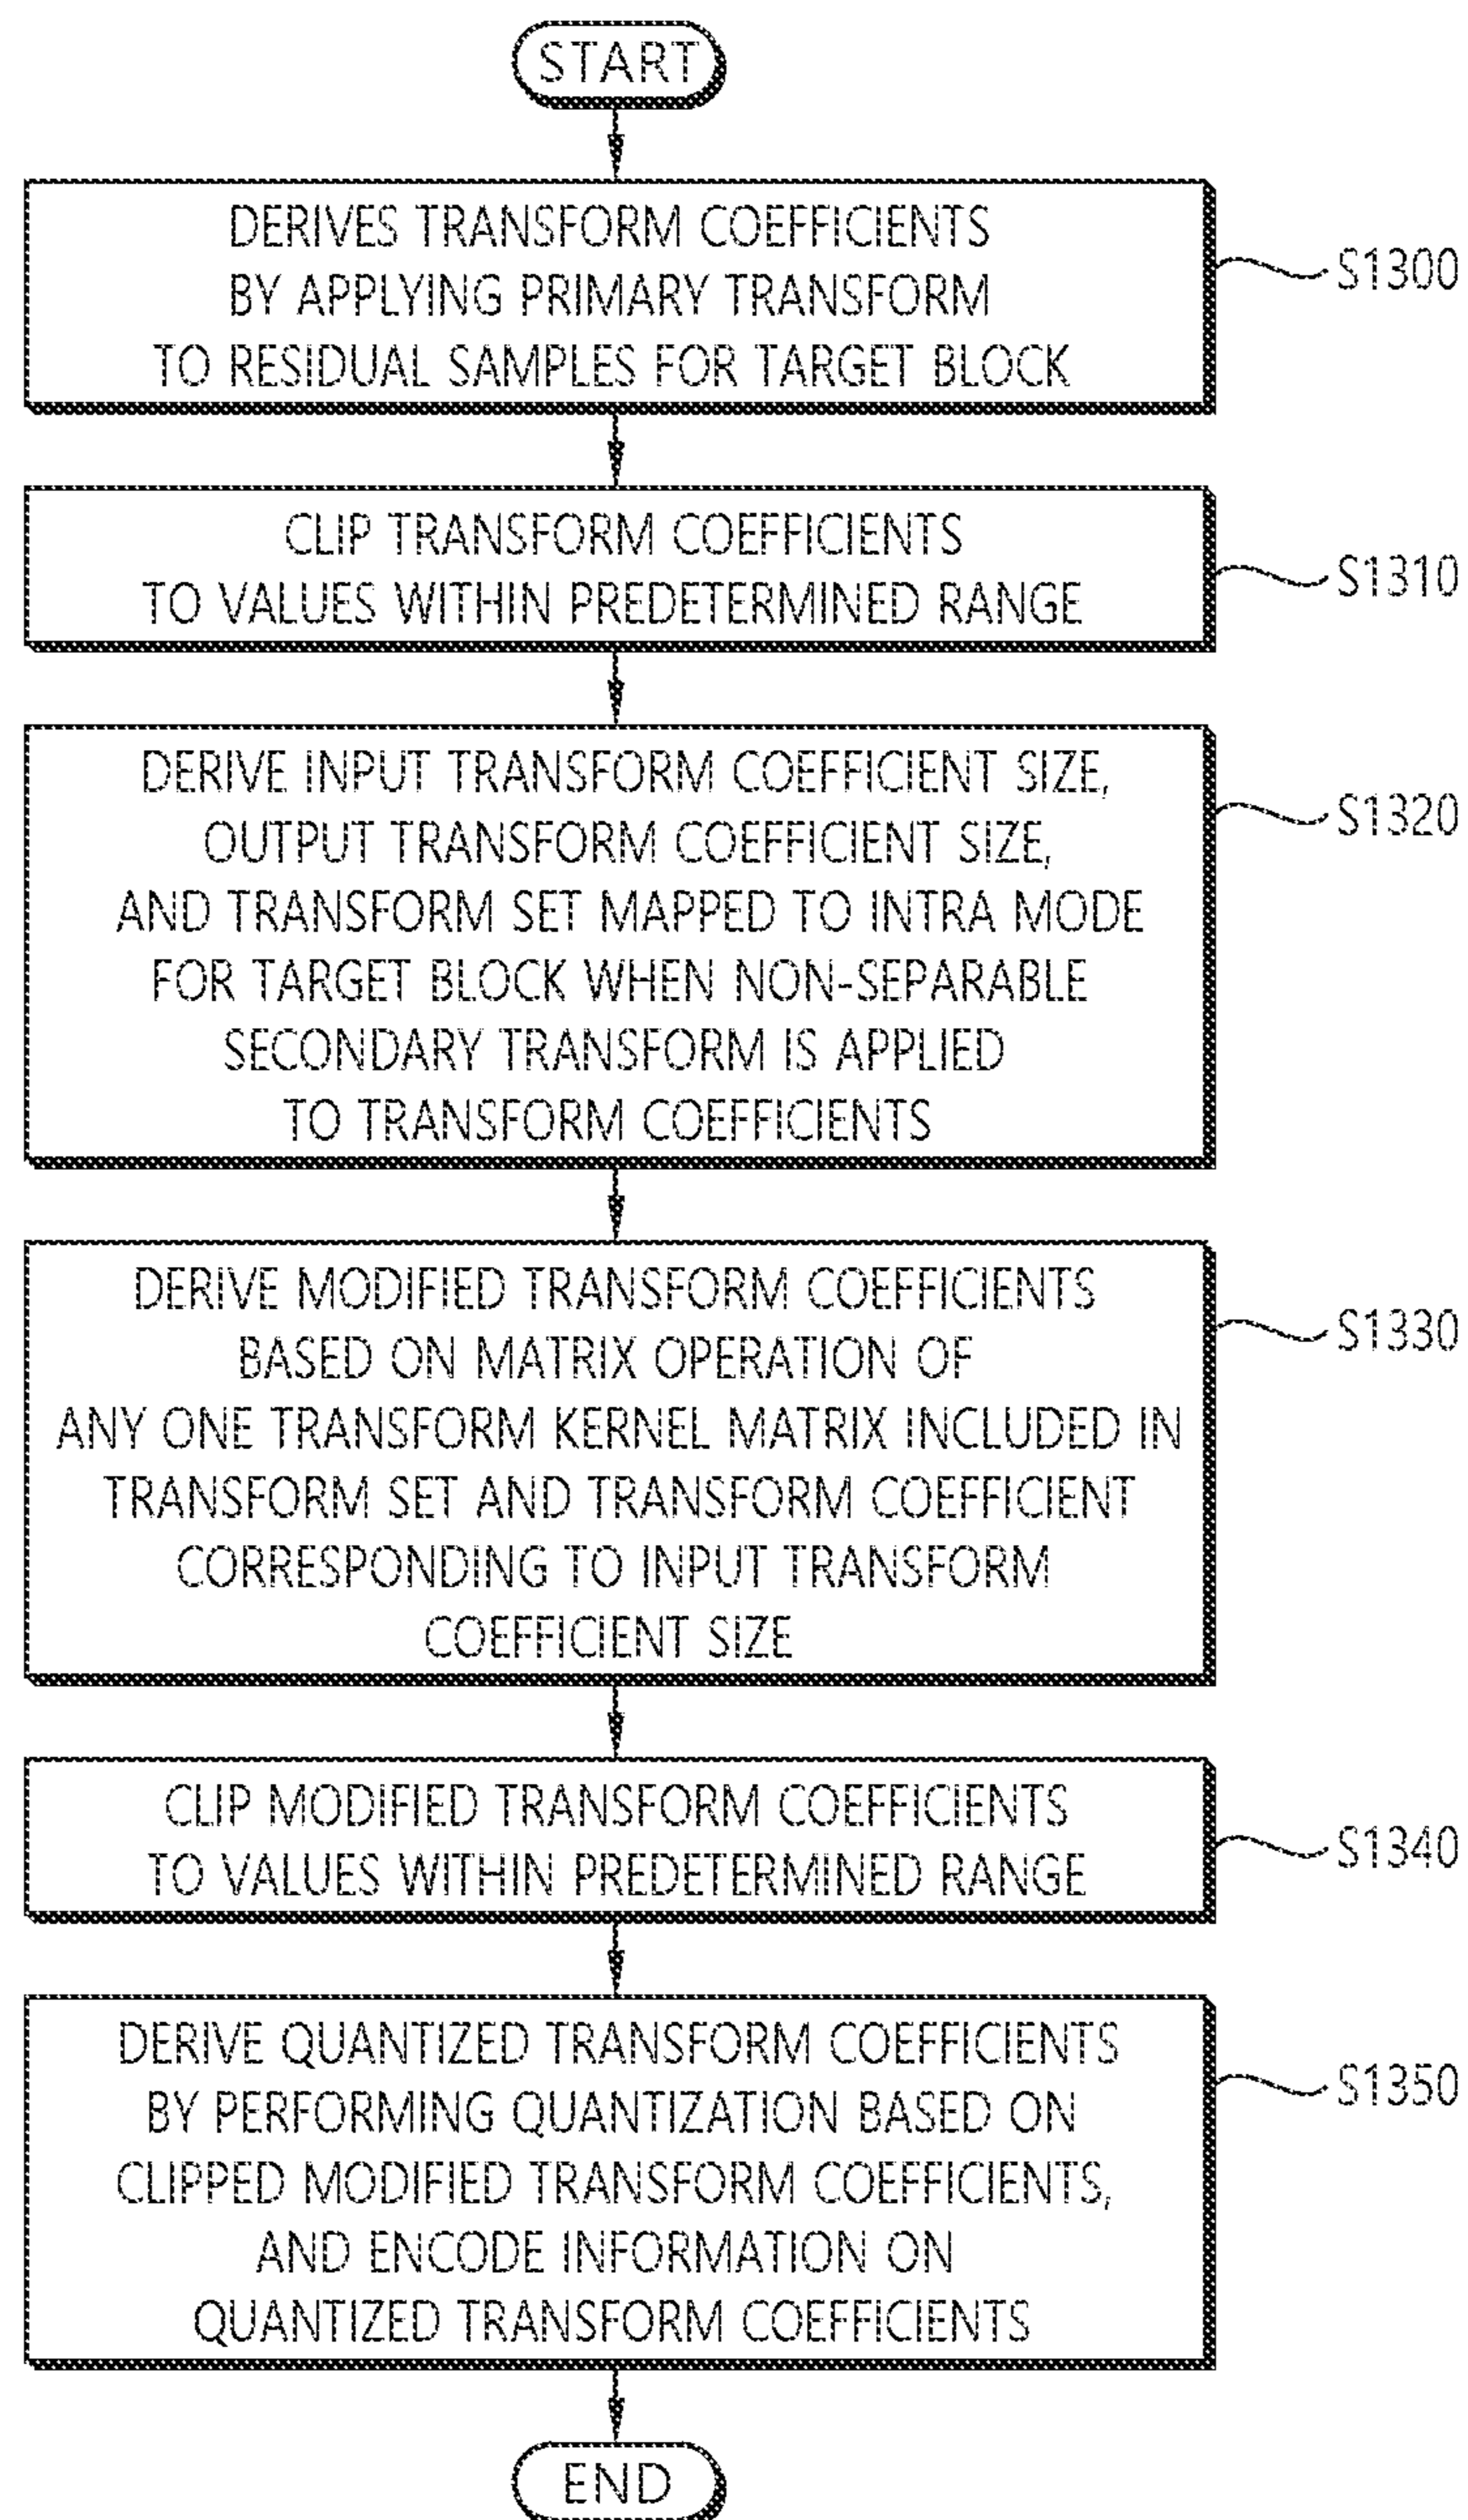 START
DERIVES TRANSFORM COEFFICIENTS
BY APPLYING PRIMARY TRANSFORM
TO RESIDUAL SAMPLES FOR TARGET BLOCK
S1300
CLIP TRANSFORM COEFFICIENTS
TO VALUES WITHIN PREDETERMINED RANGE
S1310
DERIVE INPUT TRANSFORM COEFFICIENT SIZE,
OUTPUT TRANSFORM COEFFICIENT SIZE,
AND TRANSFORM SET MAPPED TO INTRA MODE
FOR TARGET BLOCK WHEN NON-SEPARABLE
SECONDARY TRANSFORM IS APPLIED
TO TRANSFORM COEFFICIENTS
S1320
DERIVE MODIFIED TRANSFORM COEFFICIENTS
BASED ON MATRIX OPERATION OF
ANY ONE TRANSFORM KERNEL MATRIX INCLUDED IN
TRANSFORM SET AND TRANSFORM COEFFICIENT
CORRESPONDING TO INPUT TRANSFORM
COEFFICIENT SIZE
S1330
CLIP MODIFIED TRANSFORM COEFFICIENTS
TO VALUES WITHIN PREDETERMINED RANGE
S1340
DERIVE QUANTIZED TRANSFORM COEFFICIENTS
BY PERFORMING QUANTIZATION BASED ON
CLIPPED MODIFIED TRANSFORM COEFFICIENTS,
AND ENCODE INFORMATION ON
QUANTIZED TRANSFORM COEFFICIENTS
S1350
END